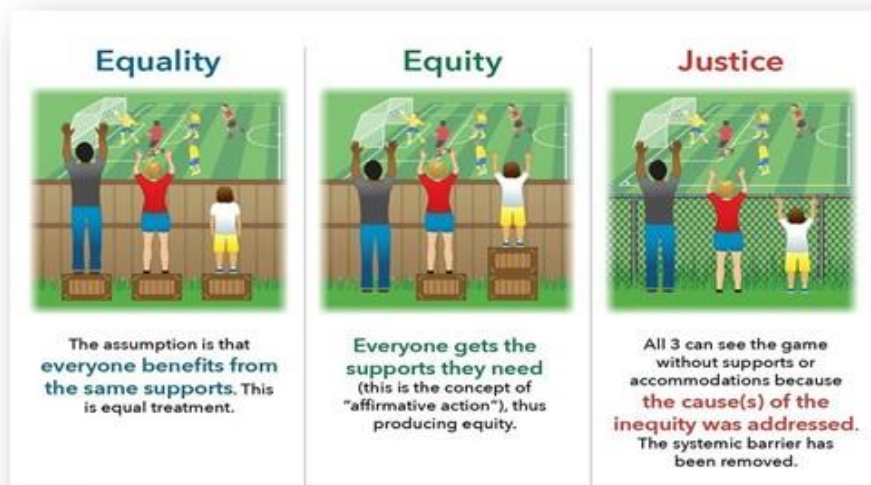 Equality
The assumption is that
everyone benefits from
the same supports. This
is equal treatment.
Equity
Everyone gets the
supports they need
(this is the concept of
"affirmative action"), thus
producing equity.
Justice
All 3 can see the game
without supports or
accommodations because
the cause(s) of the
inequity was addressed.
The systemic barrier has
been removed.